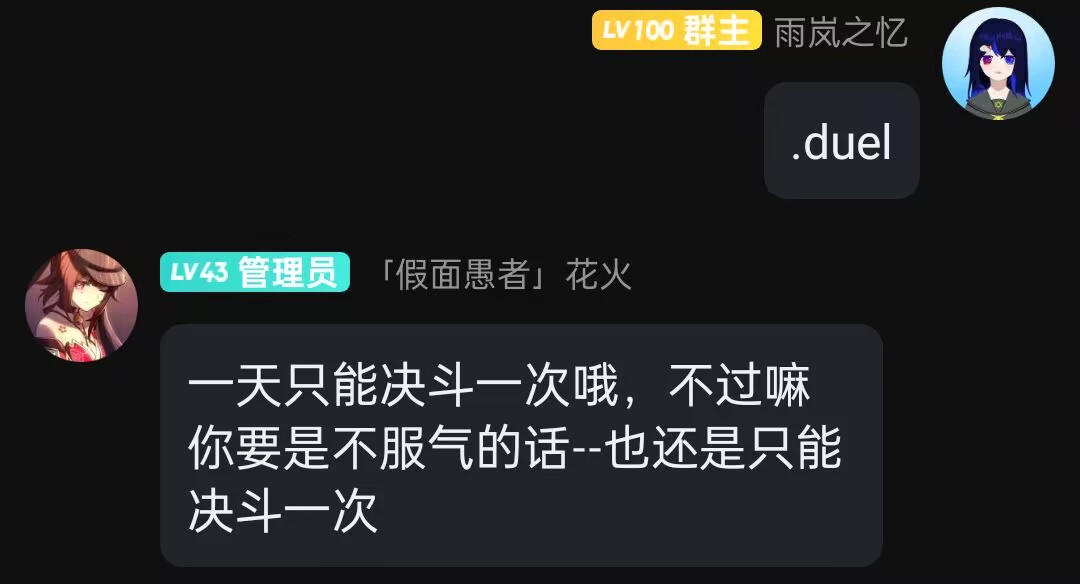 LV100 群主 雨岚之忆
.duel
LV43 管理员 「假面愚者」花火
一天只能决斗一次哦，不过嘛
你要是不服气的话--也还是只能
决斗一次